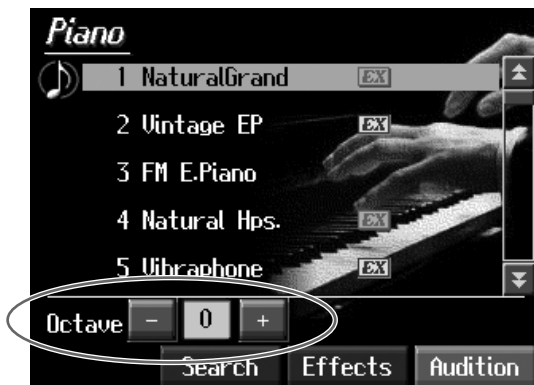 Piano
1 NaturalGrand EX
2 Vintage EP EX
3 FM E.Piano
4 Natural Hps. EX
5 Vibraphone EX
Octave - 0 +
Search Effects Audition